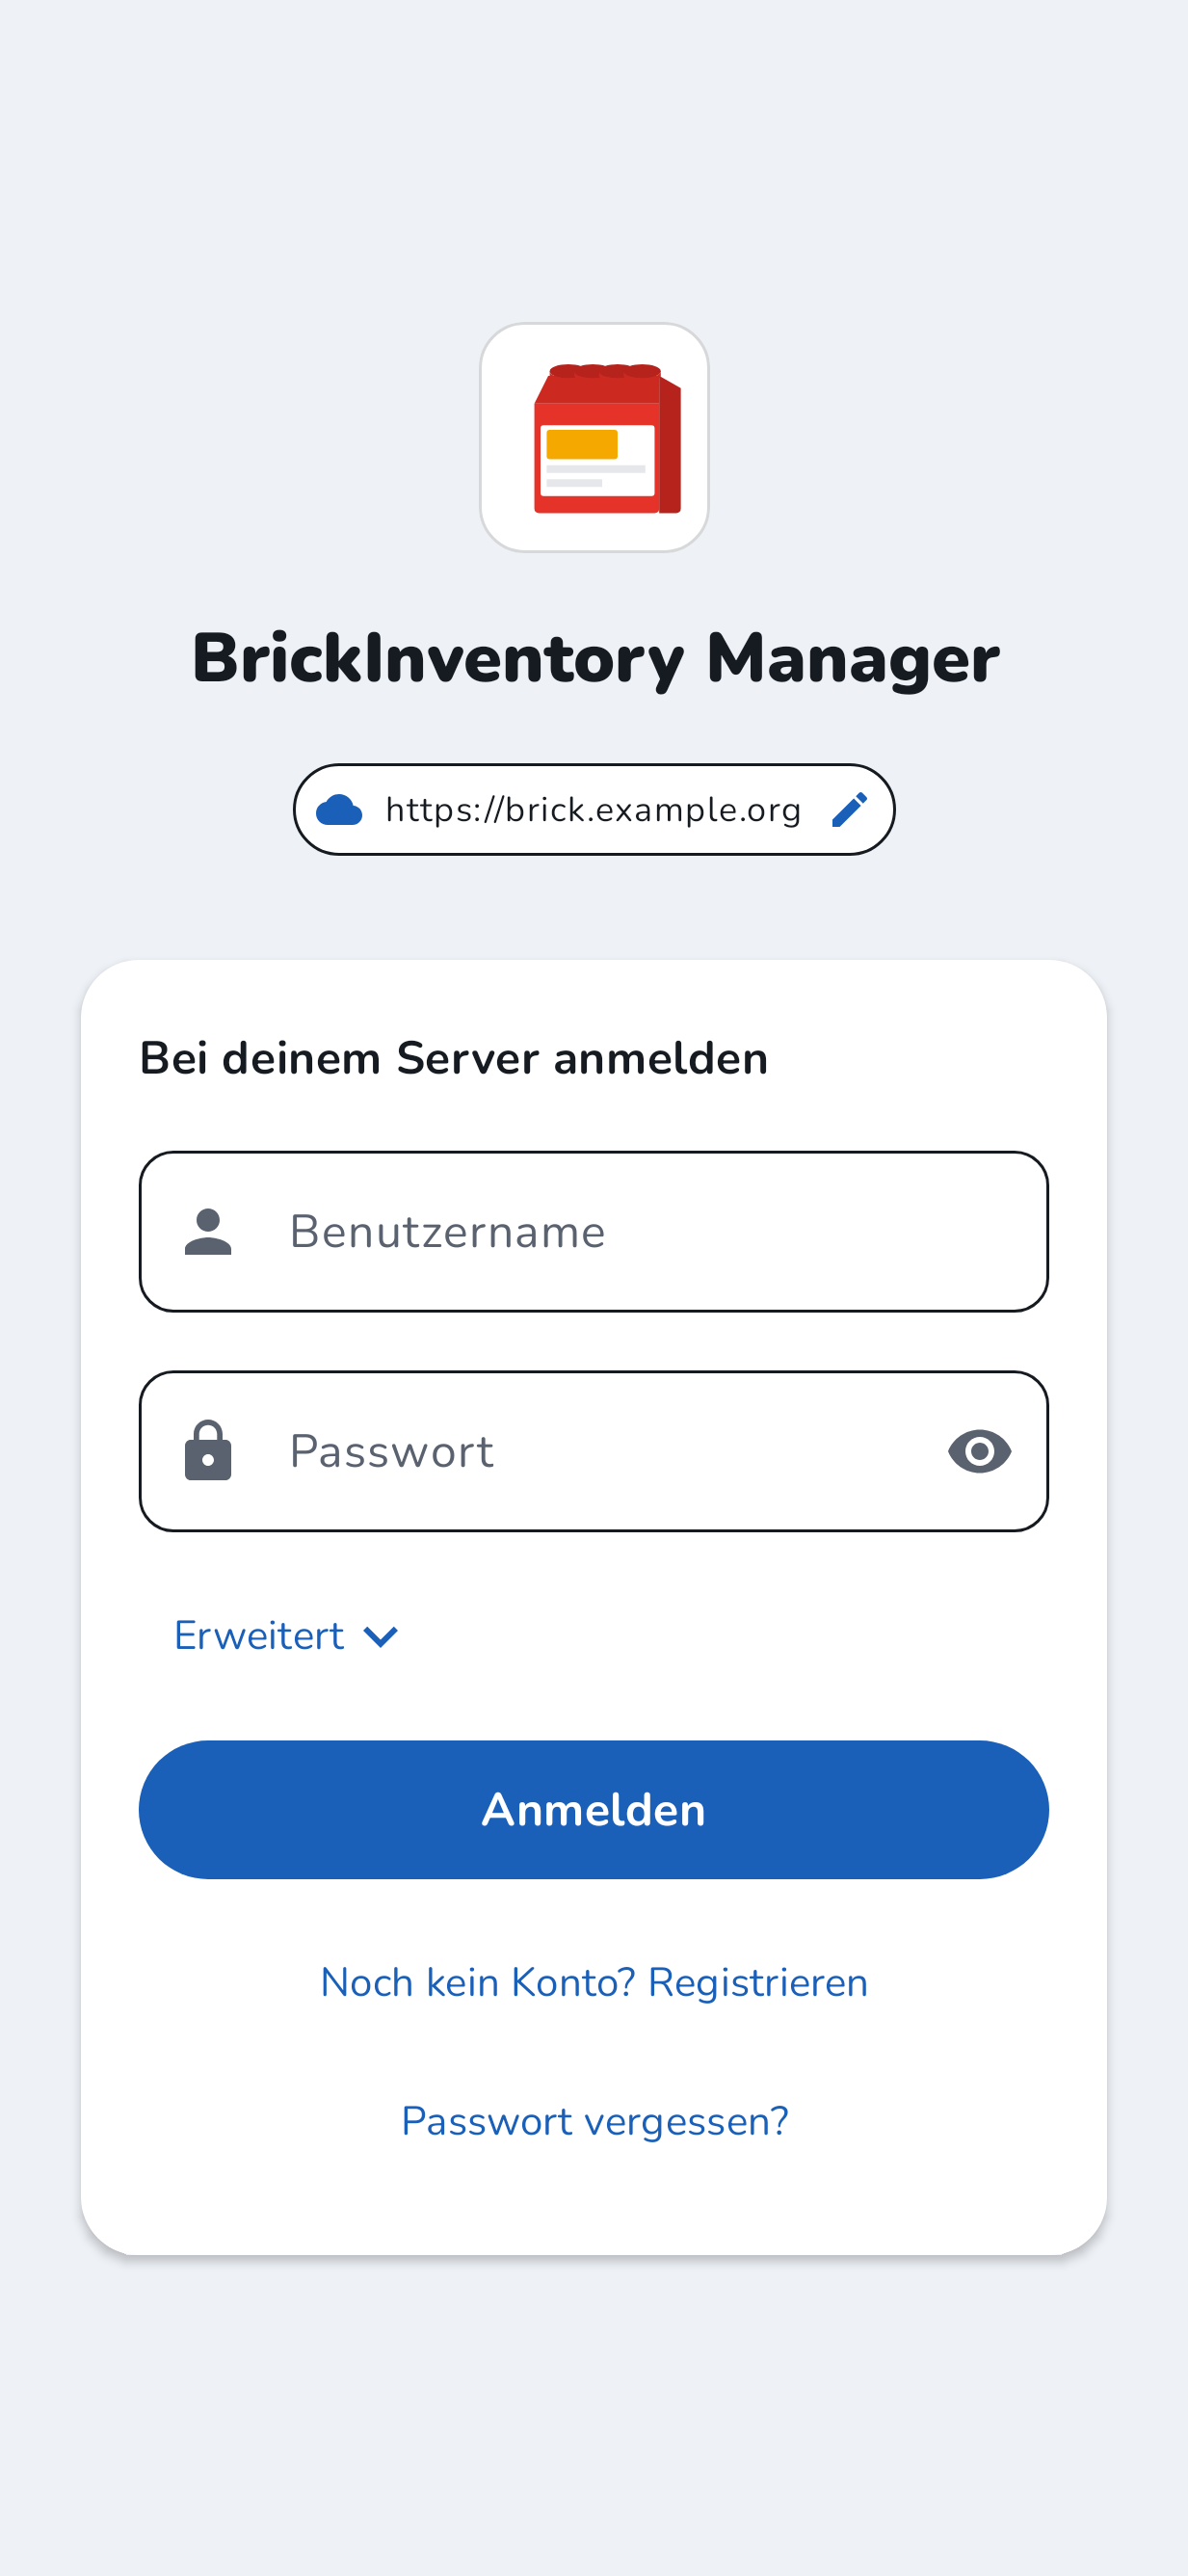 BrickInventory Manager
https://brick.example.org
Bei deinem Server anmelden
Benutzername
Passwort
Erweitert
Anmelden
Noch kein Konto? Registrieren
Passwort vergessen?